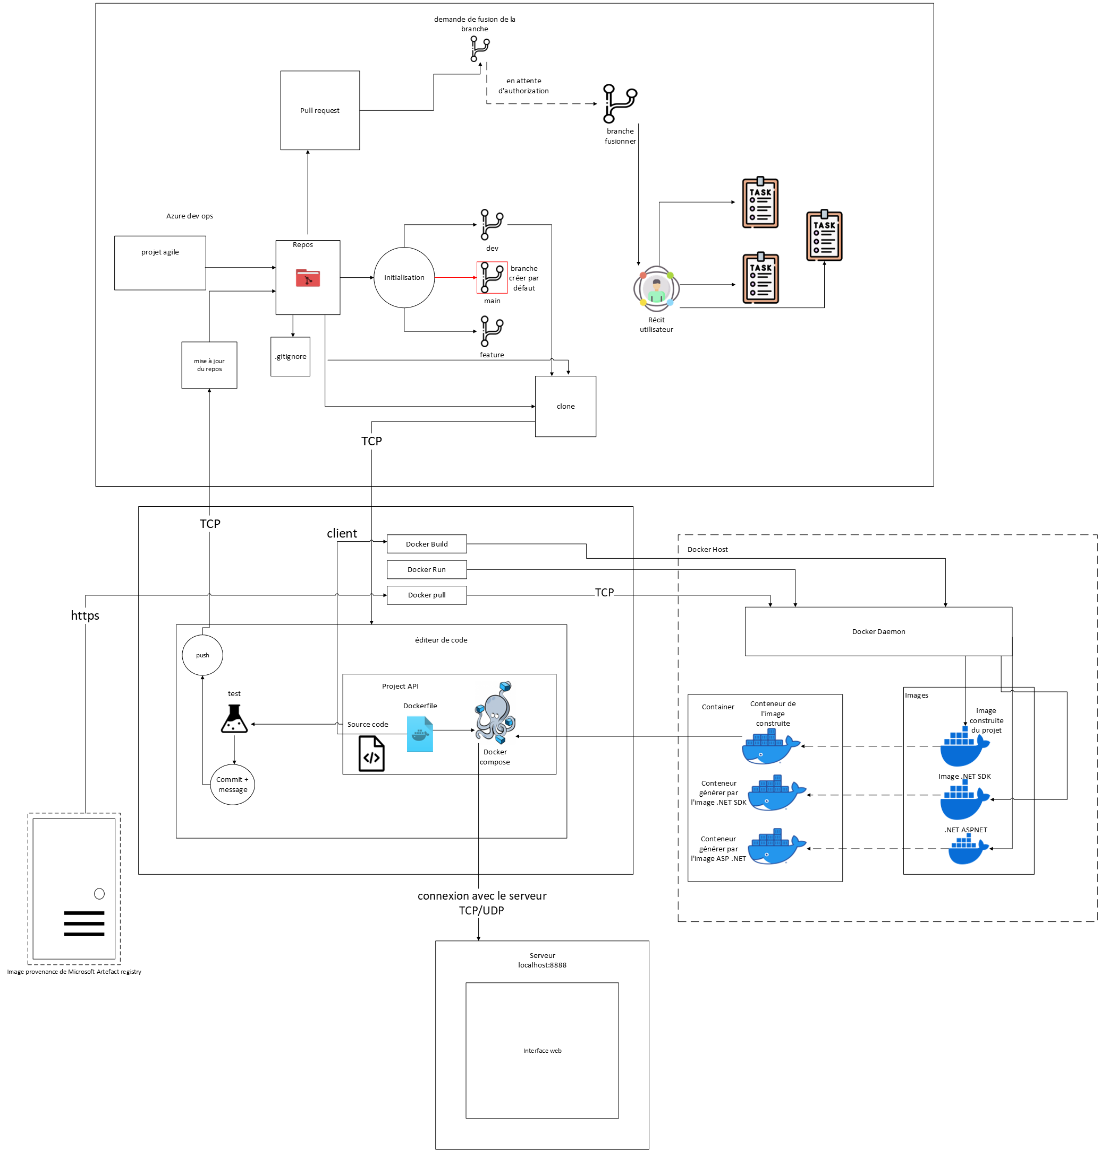 demande de fusion de la
branche
en attente
d'authorization
Pull request
branche
fusionner
TASK
TASK
TASK
Azure dev ops
projet agile
Repos
Initialisation
dev
branche
créer par
défaut
main
feature
Récit
utilisateur
mise à jour
du repos
.gitignore
clone
TCP
TCP
client
Docker Build
Docker Run
Docker pull
TCP
https
Docker Host
Docker Daemon
éditeur de code
push
test
Project API
Dockerfile
Source code
Docker
compose
Commit +
message
Container
Conteneur de
l'image
construite
Conteneur
générer par
l'image .NET SDK
Conteneur
générer par
l'image ASP .NET
Images
Image
construite
du projet
Image .NET SDK
.NET ASPNET
connexion avec le serveur
TCP/UDP
Image provenance de Microsoft Artefact registry
Serveur
localhost:8888
Interface web